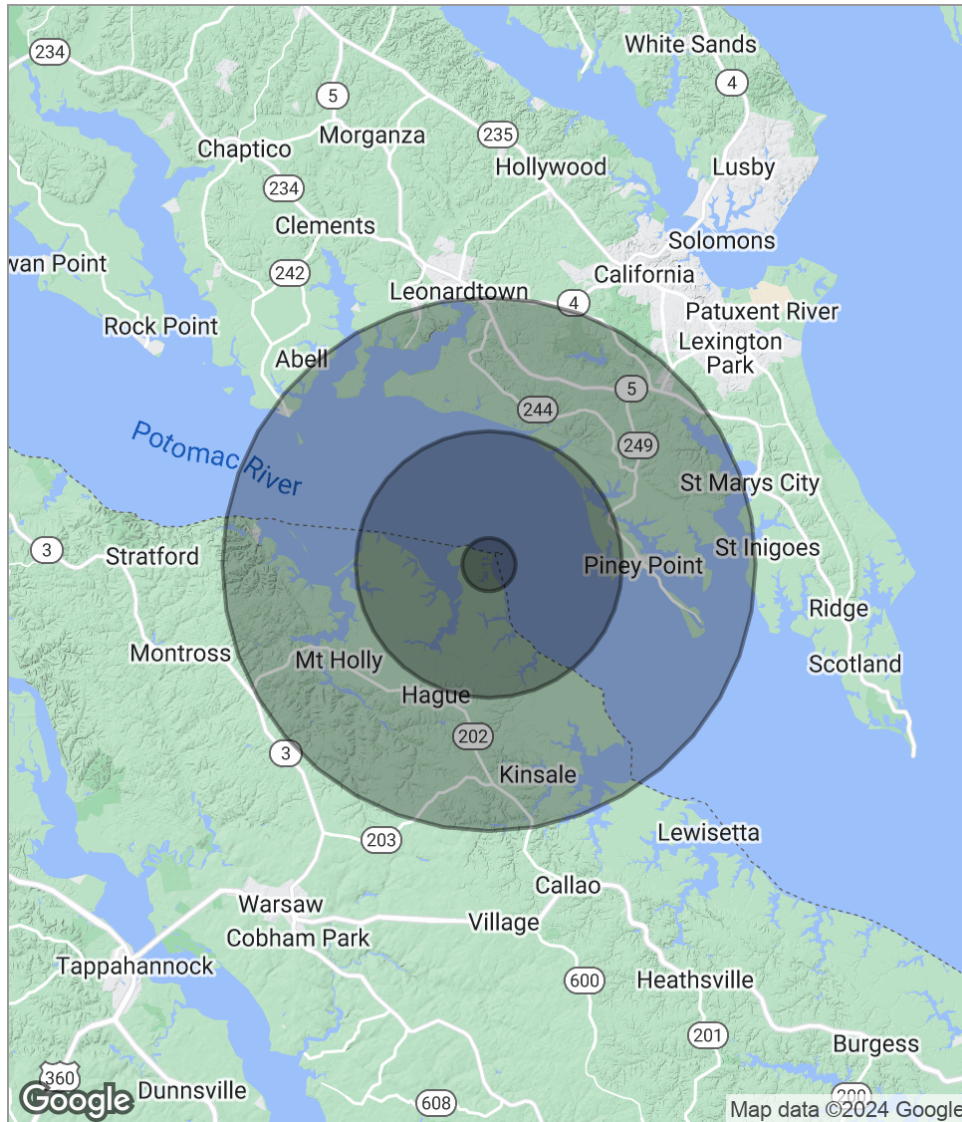 White Sands
234
4
5
235
Morganza
Chaptico
Hollywood
Lusby
234
Clements
Solomons
wan Point
242
California
Leonardtown
4
Patuxent River
Rock Point
Lexington
Park
Abell
5
244
249
Potomac River
St Marys City
3
Stratford
St Inigoes
Piney Point
Ridge
Montross
Mt Holly
Scotland
Hague
202
3
Kinsale
203
Lewisetta
Callao
Warsaw
Village
Cobham Park
Tappahannock
600
Heathsville
201
Burgess
360
Dunnsville
200
608
Google
Map data ©2024 Google